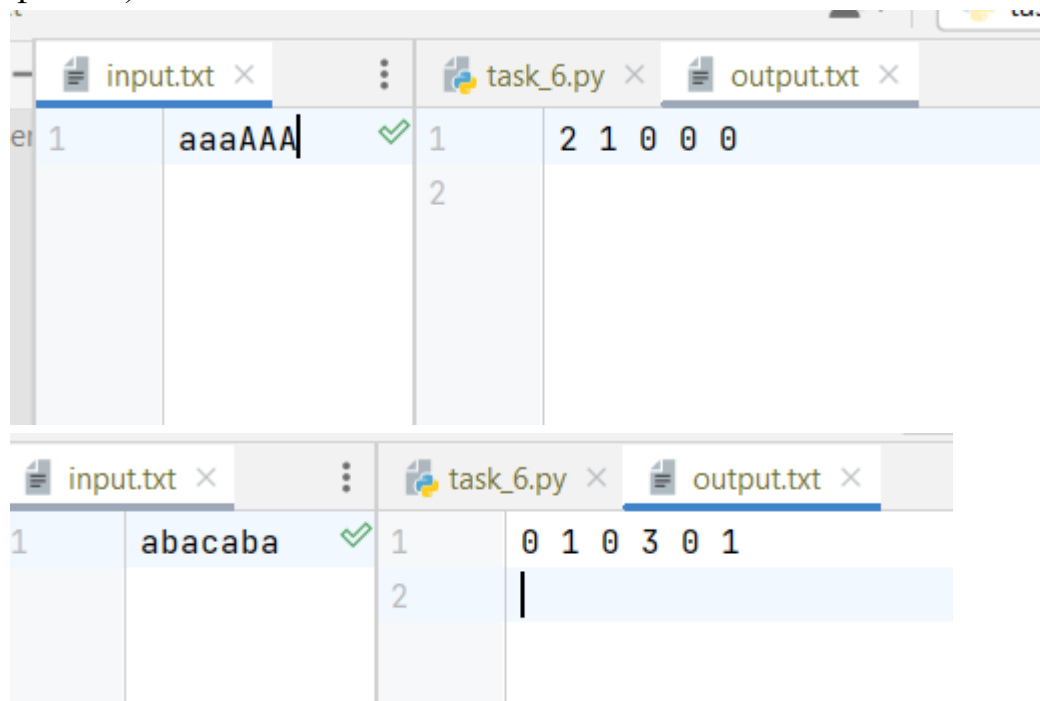 input.txt
task_6.py
output.txt
1 aaaAAA
1 2 1 0 0 0
2
input.txt
task_6.py
output.txt
1 abacaba
1 0 1 0 3 0 1
2